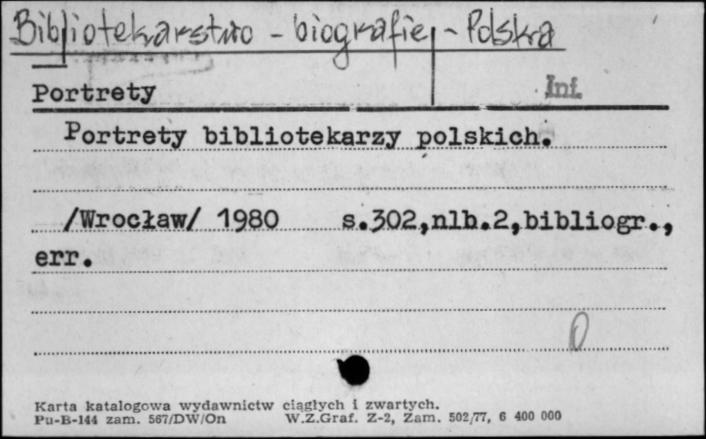 Bibliotekarstwo - biografie - Polska
Portrety Inf.
Portrety bibliotekarzy polskich.
/Wrocław/ 1980 s.302,nlb.2,bibliogr.,
err.
0
Karta katalogowa wydawnictw ciągłych i zwartych.
Pu-B-144 zam. 567/DW/On W.Z.Graf. Z-2, Zam. 502/77, 6 400 000